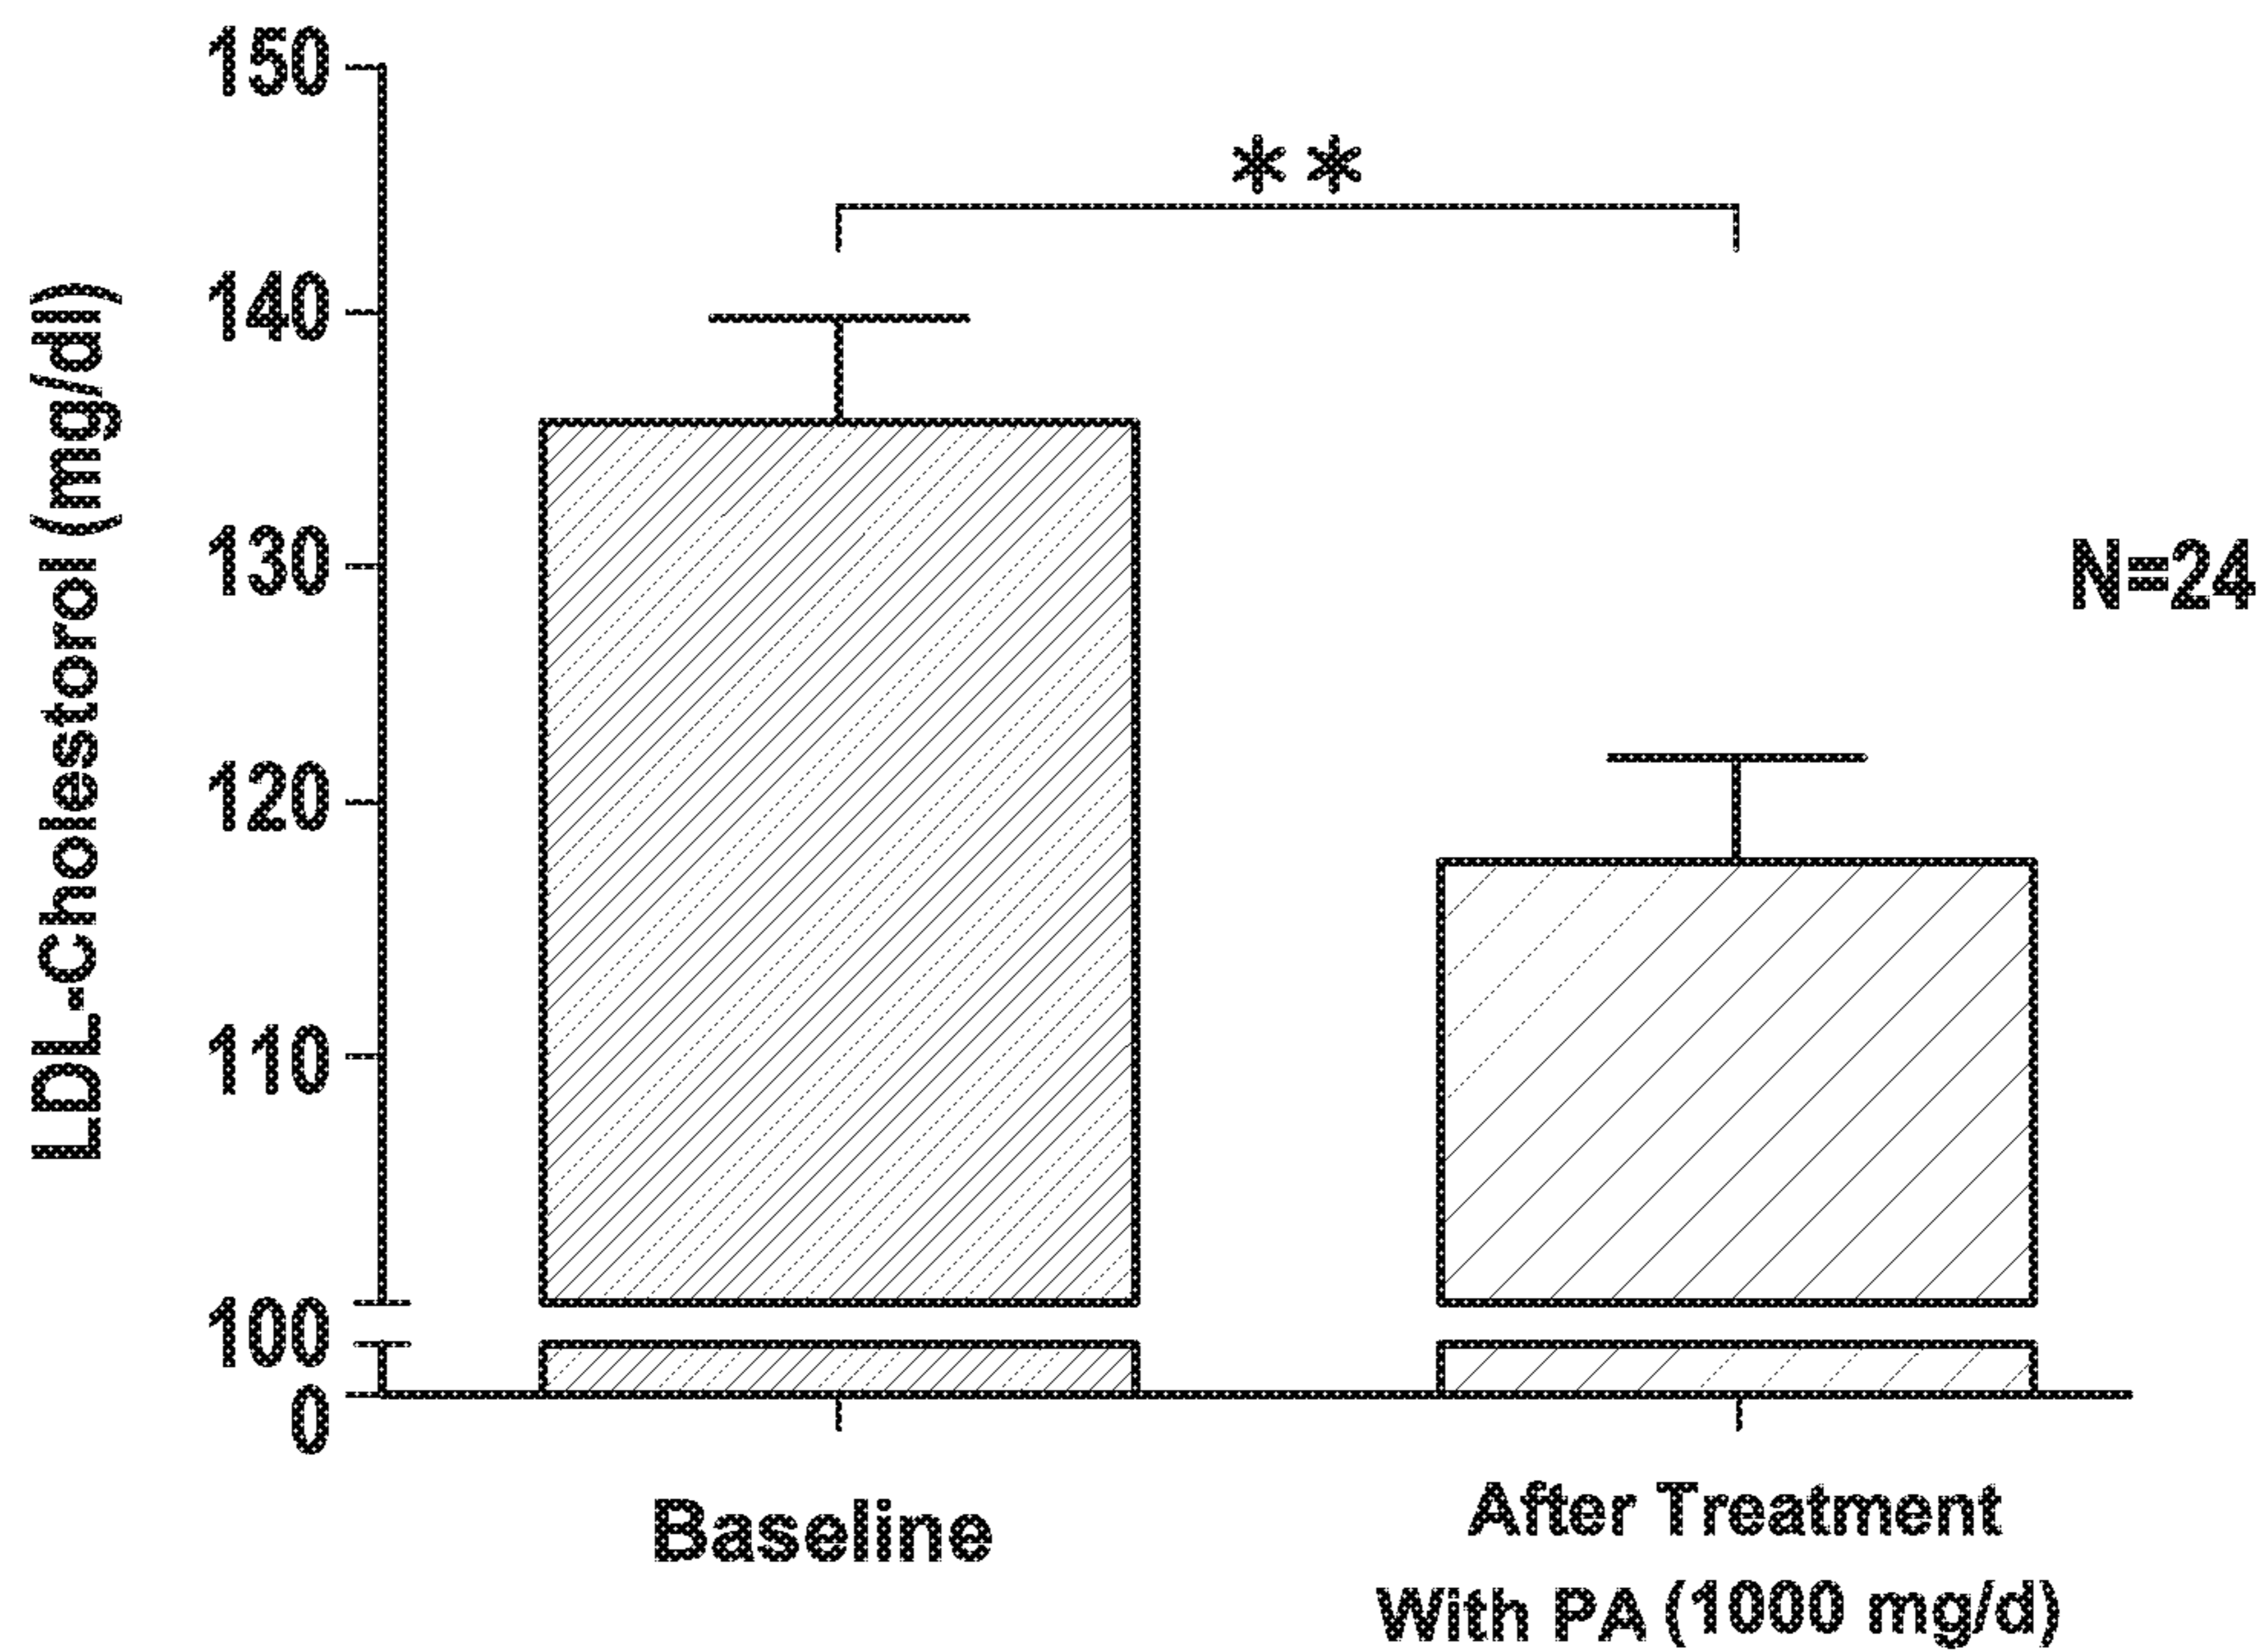 LDL-Cholestorol (mg/dl)
150
140
130
120
110
100
0
**
N=24
Baseline
After Treatment
With PA (1000 mg/d)